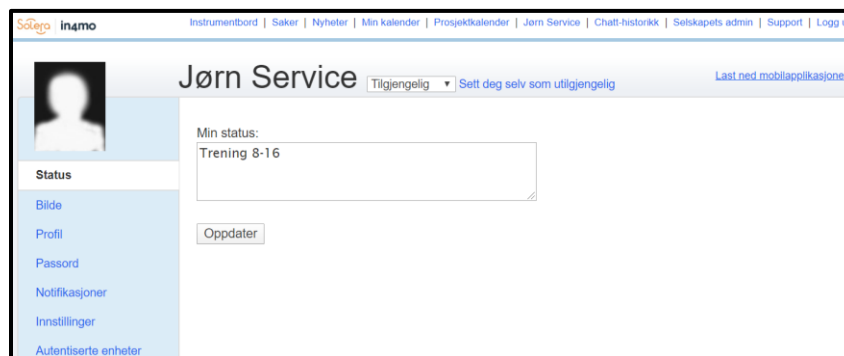 Solera in4mo
Instrumentbord | Saker | Nyheter | Min kalender | Prosjektkalender | Jørn Service | Chatt-historikk | Selskapets admin | Support | Logg u
Jørn Service Tilgjengelig Sett deg selv som utilgjengelig
Last ned mobilapplikasjone
Min status:
Trening 8-16
Oppdater
Status
Bilde
Profil
Passord
Notifikasjoner
Innstillinger
Autentiserte enheter